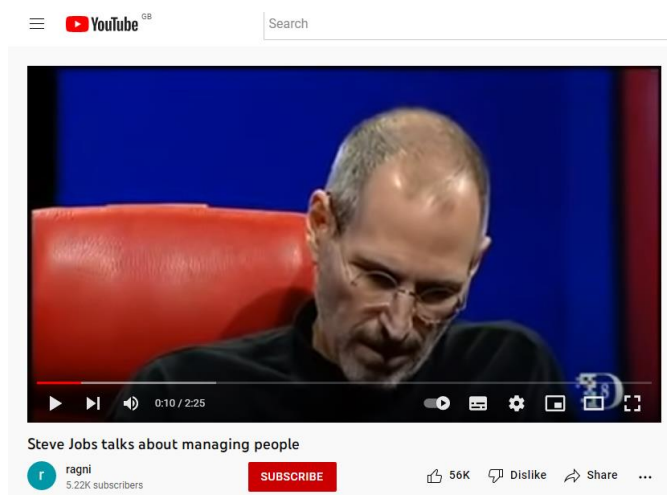 YouTube GB
Search
0:10 / 2:25
Steve Jobs talks about managing people
r
ragni
5.22K subscribers
SUBSCRIBE
56K
Dislike
Share